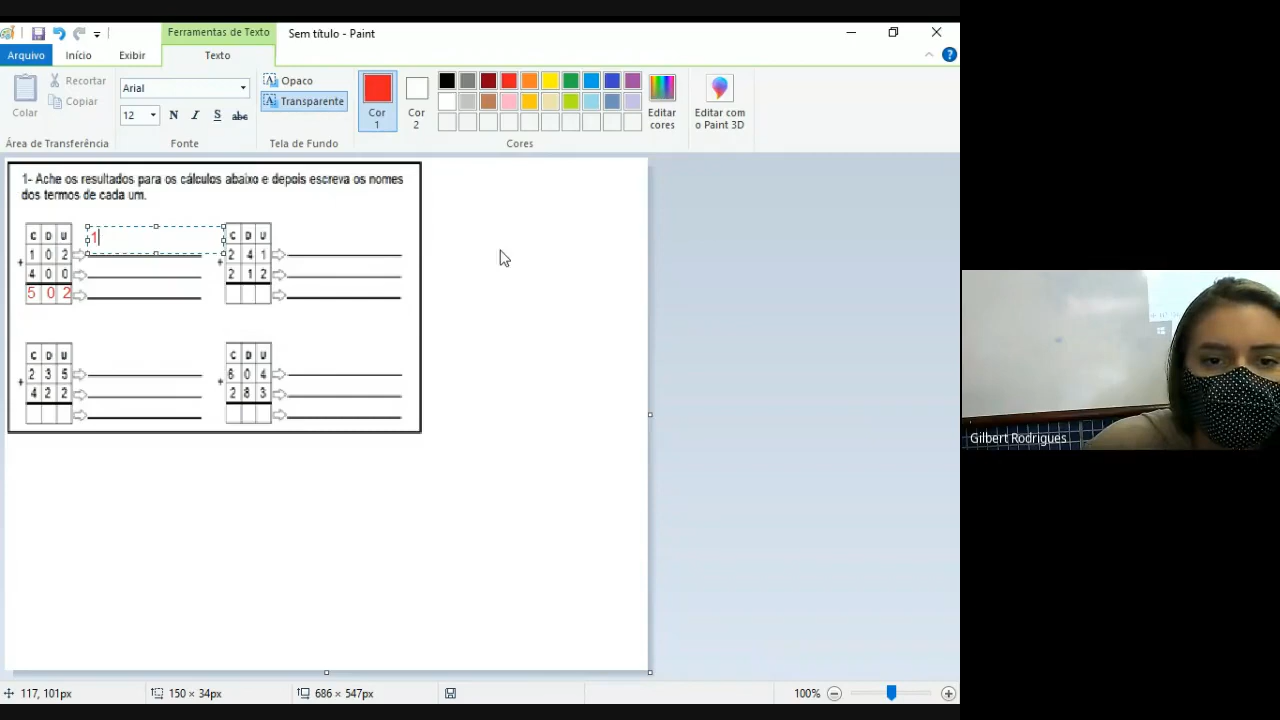 Ferramentas de Texto
Sem título - Paint
Arquivo
Início
Exibir
Texto
Colar
Recortar
Copiar
Área de Transferência
Arial
12
N I S abc
Fonte
Opaco
Transparente
Tela de Fundo
Cor 1
Cor 2
Cores
Editar cores
Editar com o Paint 3D
1- Ache os resultados para os cálculos abaixo e depois escreva os nomes
dos termos de cada um.
C D U
1 0 2
+
4 0 0
5 0 2
1
C D U
2 4 1
+
2 1 2
C D U
2 3 5
+
4 2 2
C D U
6 0 4
+
2 8 3
Gilbert Rodrigues
117, 101px
150 × 34px
686 × 547px
100%